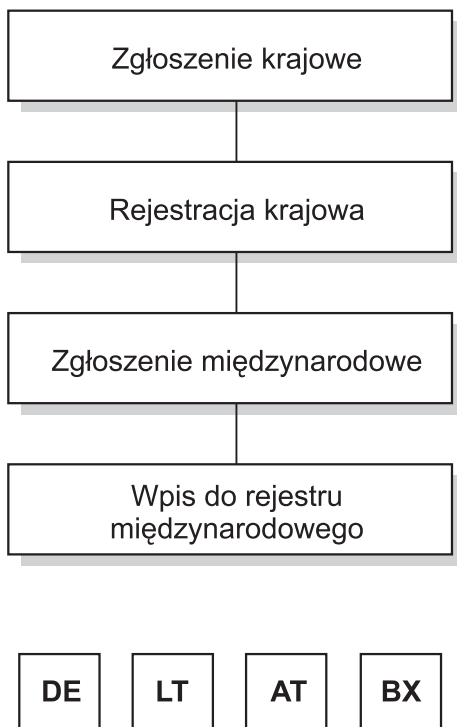 Zgłoszenie krajowe
Rejestracja krajowa
Zgłoszenie międzynarodowe
Wpis do rejestru
międzynarodowego
DE LT AT BX